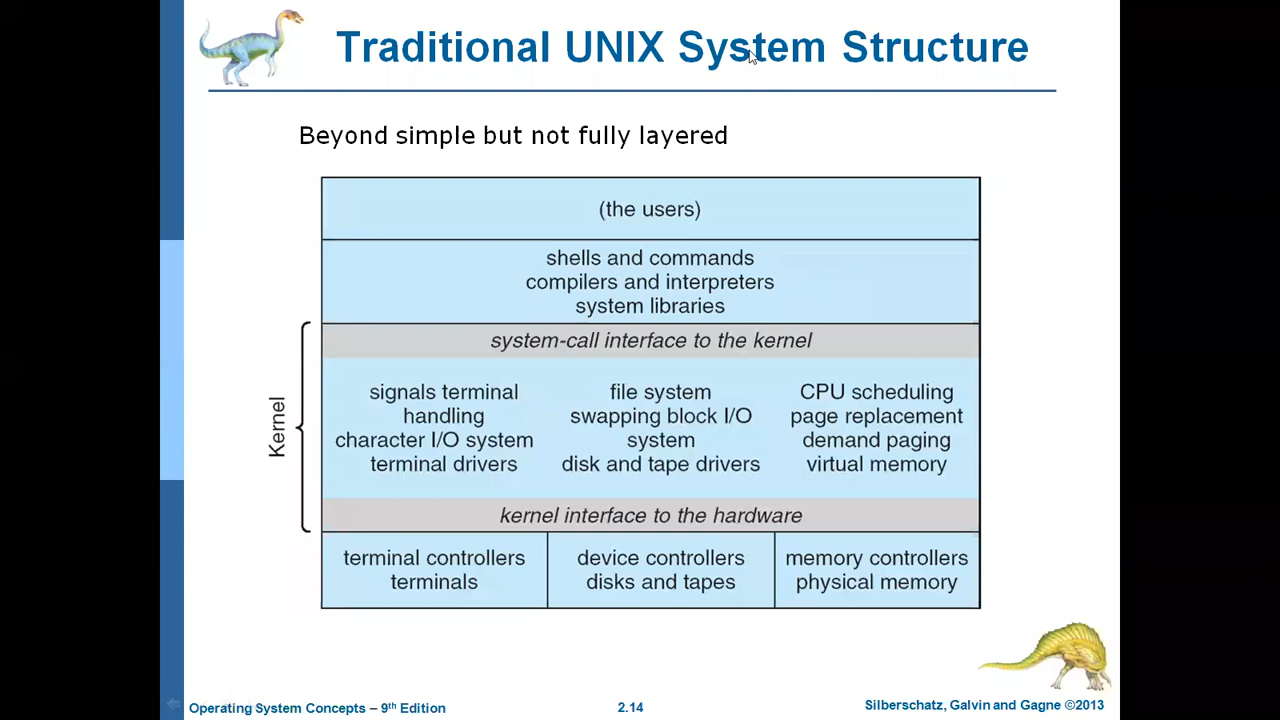 Traditional UNIX System Structure
Beyond simple but not fully layered
(the users)
shells and commands
compilers and interpreters
system libraries
system-call interface to the kernel
Kernel
signals terminal
handling
character I/O system
terminal drivers
file system
swapping block I/O
system
disk and tape drivers
CPU scheduling
page replacement
demand paging
virtual memory
kernel interface to the hardware
terminal controllers
terminals
device controllers
disks and tapes
memory controllers
physical memory
Operating System Concepts – 9th Edition
2.14
Silberschatz, Galvin and Gagne ©2013